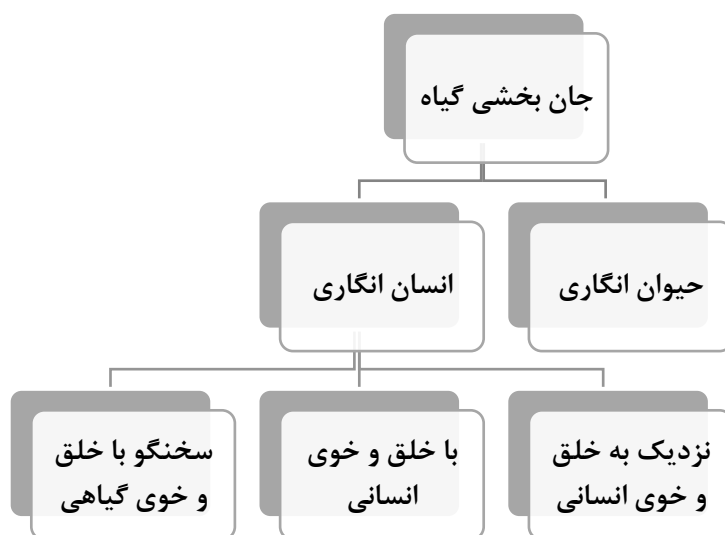 جان بخشی گیاه
حیوان انگاری
انسان انگاری
نزدیک به خلق
و خوی انسانی
با خلق و خوی
انسانی
سخنگو با خلق
و خوی گیاهی